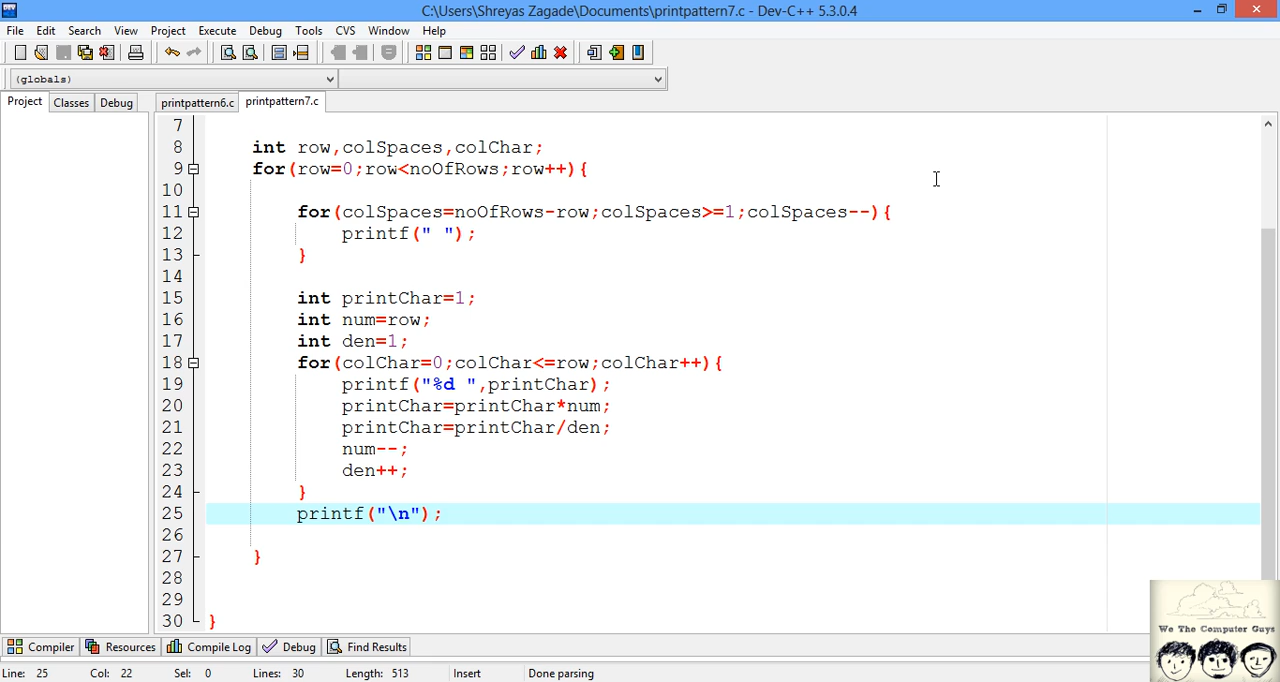 C:\Users\Shreyas Zagade\Documents\printpattern7.c - Dev-C++ 5.3.0.4
File Edit Search View Project Execute Debug Tools CVS Window Help
(globals)
Project Classes Debug printpattern6.c printpattern7.c
7
8 int row,colSpaces,colChar;
9 for(row=0;row<noOfRows;row++){
10
11 for(colSpaces=noOfRows-row;colSpaces>=1;colSpaces--){
12 printf(" ");
13 }
14
15 int printChar=1;
16 int num=row;
17 int den=1;
18 for(colChar=0;colChar<=row;colChar++){
19 printf("%d ",printChar);
20 printChar=printChar*num;
21 printChar=printChar/den;
22 num--;
23 den++;
24 }
25 printf("\n");
26
27 }
28
29
30 }
We The Computer Guys
Compiler Resources Compile Log Debug Find Results
Line: 25 Col: 22 Sel: 0 Lines: 30 Length: 513 Insert Done parsing